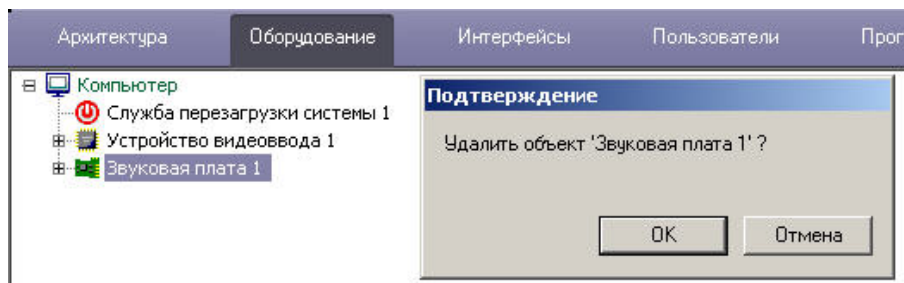 Архитектура Оборудование Интерфейсы Пользователи
Компьютер
Служба перезагрузки системы 1
Устройство видеоввода 1
Звуковая плата 1
Подтверждение
Удалить объект 'Звуковая плата 1' ?
OK Отмена